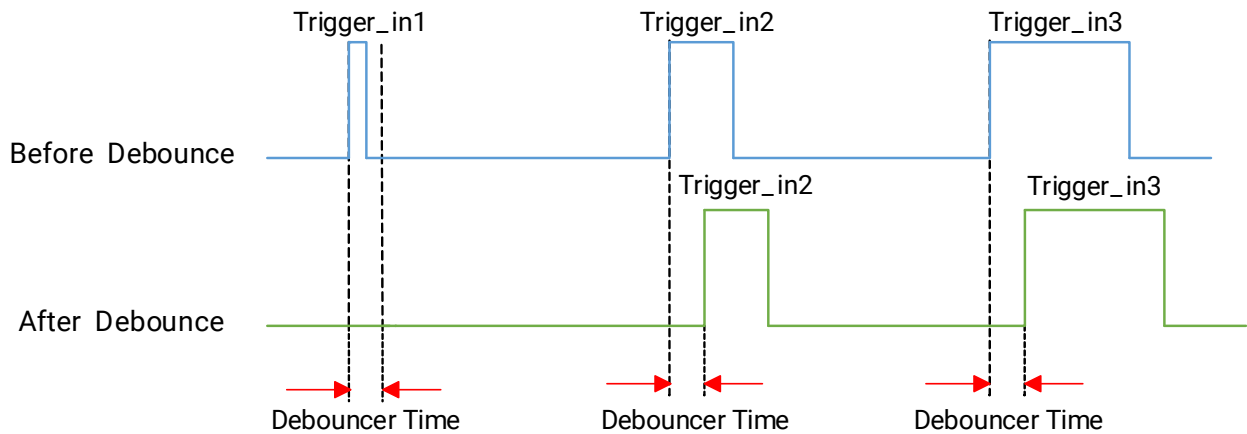 Trigger_in1
Trigger_in2
Trigger_in3
Before Debounce
Trigger_in2
Trigger_in3
After Debounce
Debouncer Time
Debouncer Time
Debouncer Time